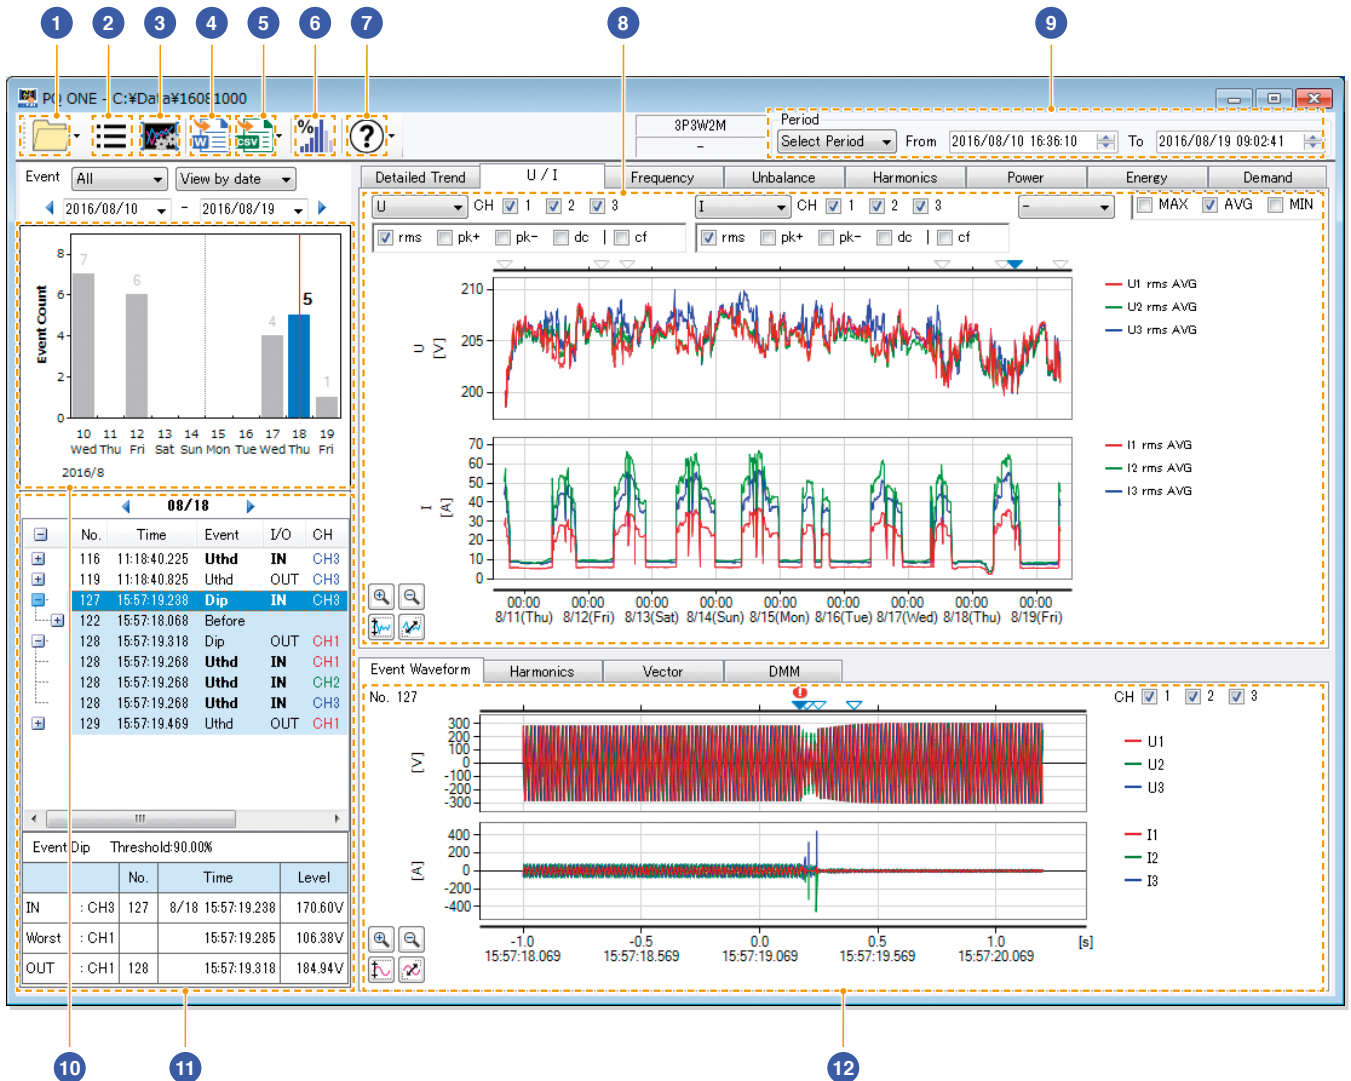 1 2 3 4 5 6 7 8 9
PQ ONE - C:¥Data¥16081000
W CSV % ?
3P3W2M
-
Period
Select Period From 2016/08/10 16:36:10 To 2016/08/19 09:02:41
Event All View by date
2016/08/10 - 2016/08/19
Detailed Trend U / I Frequency Unbalance Harmonics Power Energy Demand
U CH 1 2 3 I CH 1 2 3 - MAX AVG MIN
rms pk+ pk- dc | cf rms pk+ pk- dc | cf
Event Count
8
6
4
2
0
7 6 4 5 1
10 11 12 13 14 15 16 17 18 19
Wed Thu Fri Sat Sun Mon Tue Wed Thu Fri
2016/8
U [V]
210
205
200
U1 rms AVG
U2 rms AVG
U3 rms AVG
I [A]
70
60
50
40
30
20
10
0
I1 rms AVG
I2 rms AVG
I3 rms AVG
00:00 00:00 00:00 00:00 00:00 00:00 00:00 00:00 00:00
8/11(Thu) 8/12(Fri) 8/13(Sat) 8/14(Sun) 8/15(Mon) 8/16(Tue) 8/17(Wed) 8/18(Thu) 8/19(Fri)
08/18
No. Time Event I/O CH
116 11:18:40.225 Uthd IN CH3
119 11:18:40.825 Uthd OUT CH3
127 15:57:19.238 Dip IN CH3
122 15:57:18.068 Before
128 15:57:19.318 Dip OUT CH1
128 15:57:19.268 Uthd IN CH1
128 15:57:19.268 Uthd IN CH2
128 15:57:19.268 Uthd IN CH3
129 15:57:19.469 Uthd OUT CH1
Event Dip Threshold:90.00%
No. Time Level
IN : CH3 127 8/18 15:57:19.238 170.60V
Worst : CH1 15:57:19.285 106.38V
OUT : CH1 128 15:57:19.318 184.94V
Event Waveform Harmonics Vector DMM
No. 127 CH 1 2 3
[V]
300
200
100
0
-100
-200
-300
U1
U2
U3
[A]
400
200
0
-200
-400
I1
I2
I3
-1.0 -0.5 0.0 0.5 1.0 [s]
15:57:18.069 15:57:18.569 15:57:19.069 15:57:19.569 15:57:20.069
10 11 12